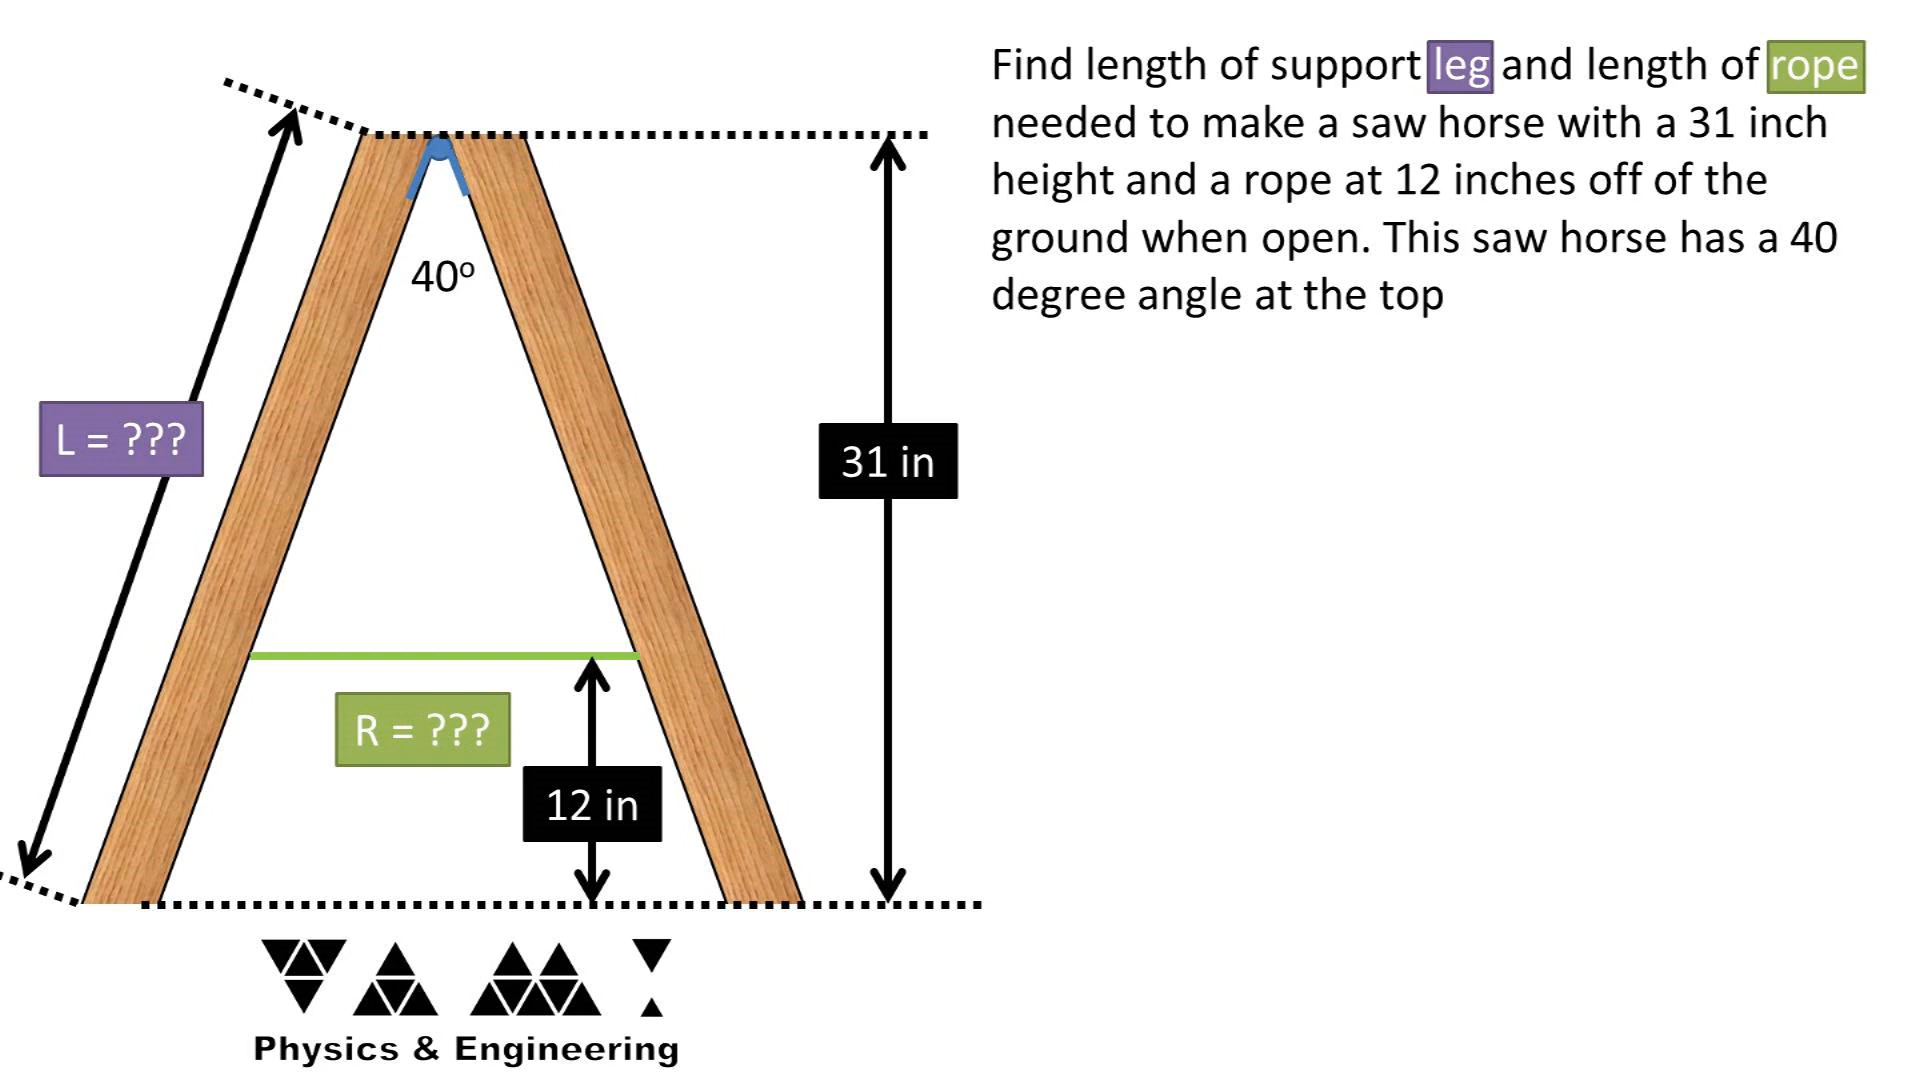 Find length of support leg and length of rope
needed to make a saw horse with a 31 inch
height and a rope at 12 inches off of the
ground when open. This saw horse has a 40
degree angle at the top
40º
L = ???
31 in
R = ???
12 in
Physics & Engineering